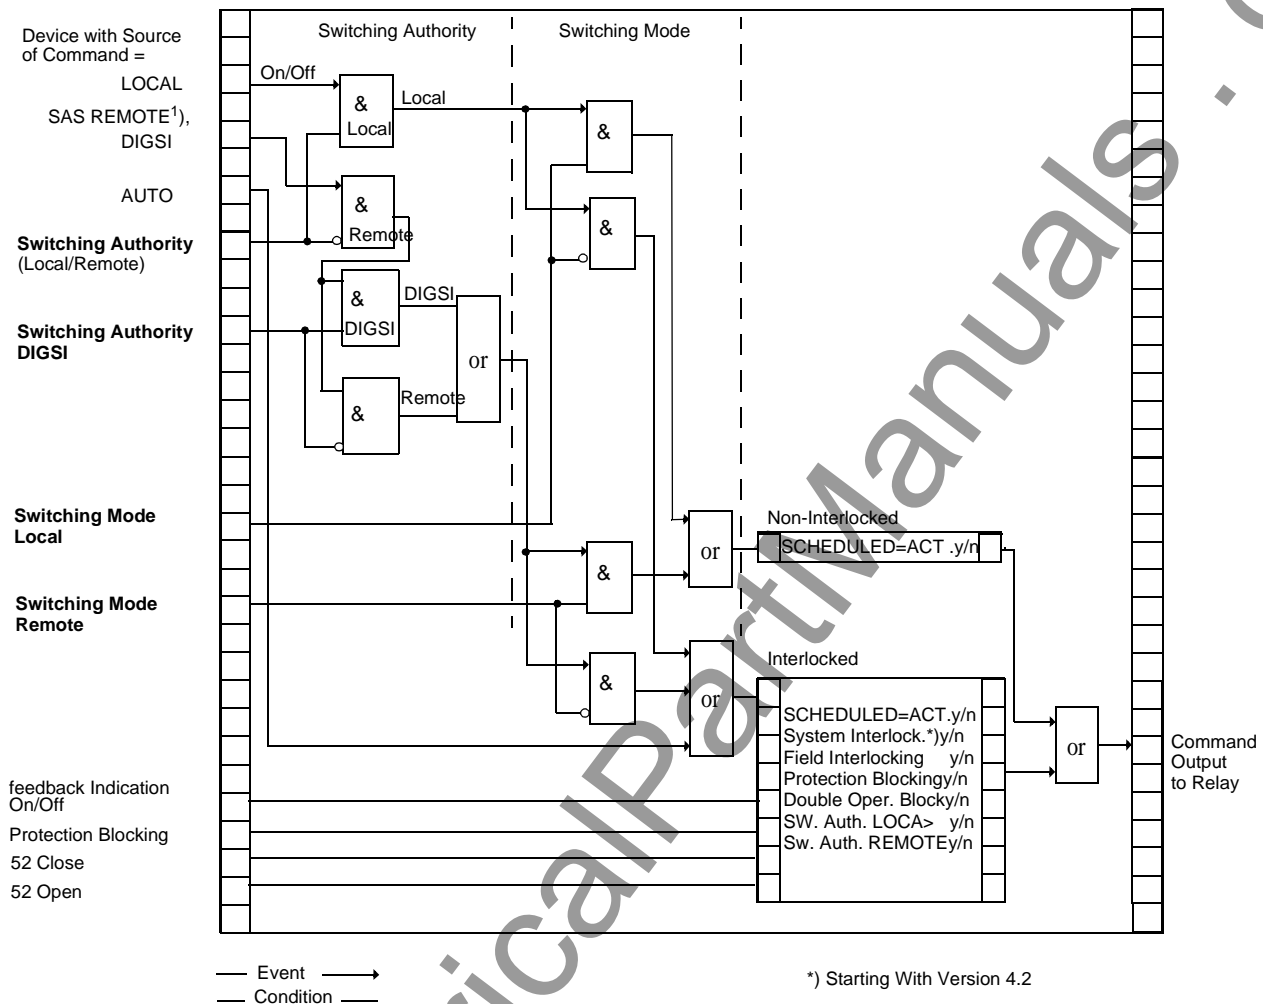 Device with Source
of Command =
LOCAL
SAS REMOTE1),
DIGSI
AUTO
Switching Authority
(Local/Remote)
Switching Authority
DIGSI
Switching Mode
Local
Switching Mode
Remote
feedback Indication
On/Off
Protection Blocking
52 Close
52 Open
Switching Authority
Switching Mode
On/Off
&
Local
Local
&
Remote
&
DIGSI
DIGSI
or
&
Remote
&
&
&
&
or
or
Non-Interlocked
SCHEDULED=ACT .y/n
Interlocked
SCHEDULED=ACT.y/n
System Interlock.*)y/n
Field Interlocking y/n
Protection Blockingy/n
Double Oper. Blocky/n
SW. Auth. LOCA> y/n
Sw. Auth. REMOTEy/n
or
Command
Output
to Relay
Event
Condition
*) Starting With Version 4.2
ricalPartManuals .